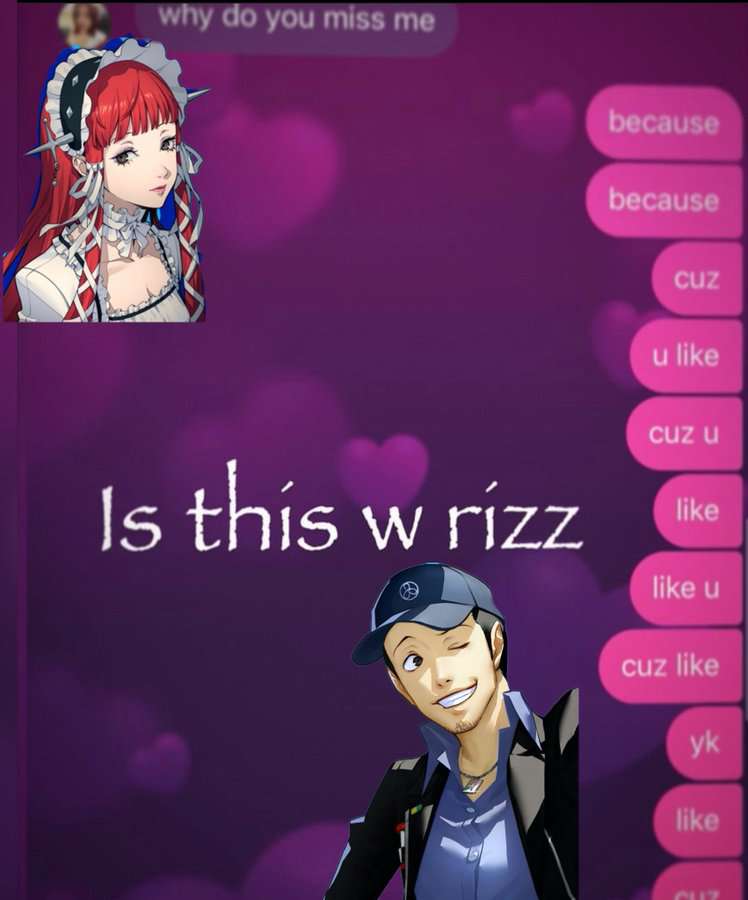 why do you miss me
because
because
cuz
u like
cuz u
Is this w rizz
like
like u
cuz like
yk
like
cuz